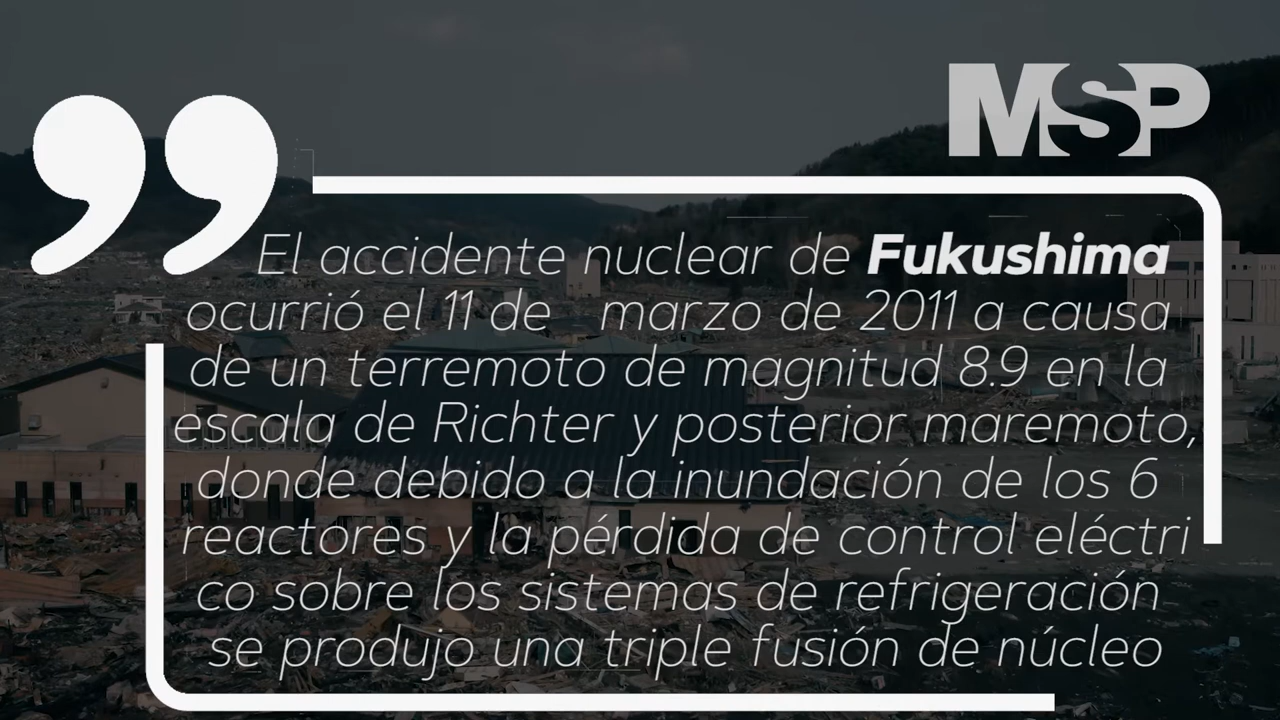 MSP
El accidente nuclear de Fukushima
ocurrió el 11 de marzo de 2011 a causa
de un terremoto de magnitud 8.9 en la
escala de Richter y posterior maremoto,
donde debido a la inundación de los 6
reactores y la pérdida de control eléctri
co sobre los sistemas de refrigeración
se produjo una triple fusión de núcleo